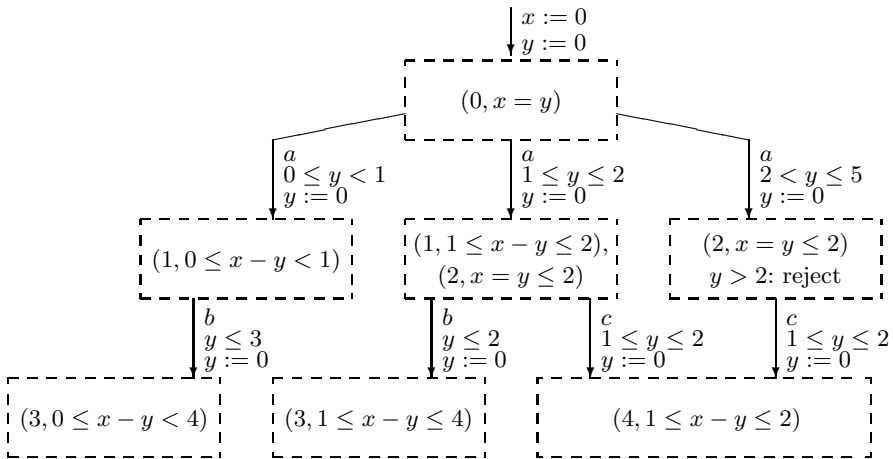 x := 0
y := 0
(0, x = y)
a
0 ≤ y < 1
y := 0
a
1 ≤ y ≤ 2
y := 0
a
2 < y ≤ 5
y := 0
(1, 0 ≤ x − y < 1)
(1, 1 ≤ x − y ≤ 2),
(2, x = y ≤ 2)
(2, x = y ≤ 2)
y > 2: reject
b
y ≤ 3
y := 0
b
y ≤ 2
y := 0
c
1 ≤ y ≤ 2
y := 0
c
1 ≤ y ≤ 2
y := 0
(3, 0 ≤ x − y < 4)
(3, 1 ≤ x − y ≤ 4)
(4, 1 ≤ x − y ≤ 2)